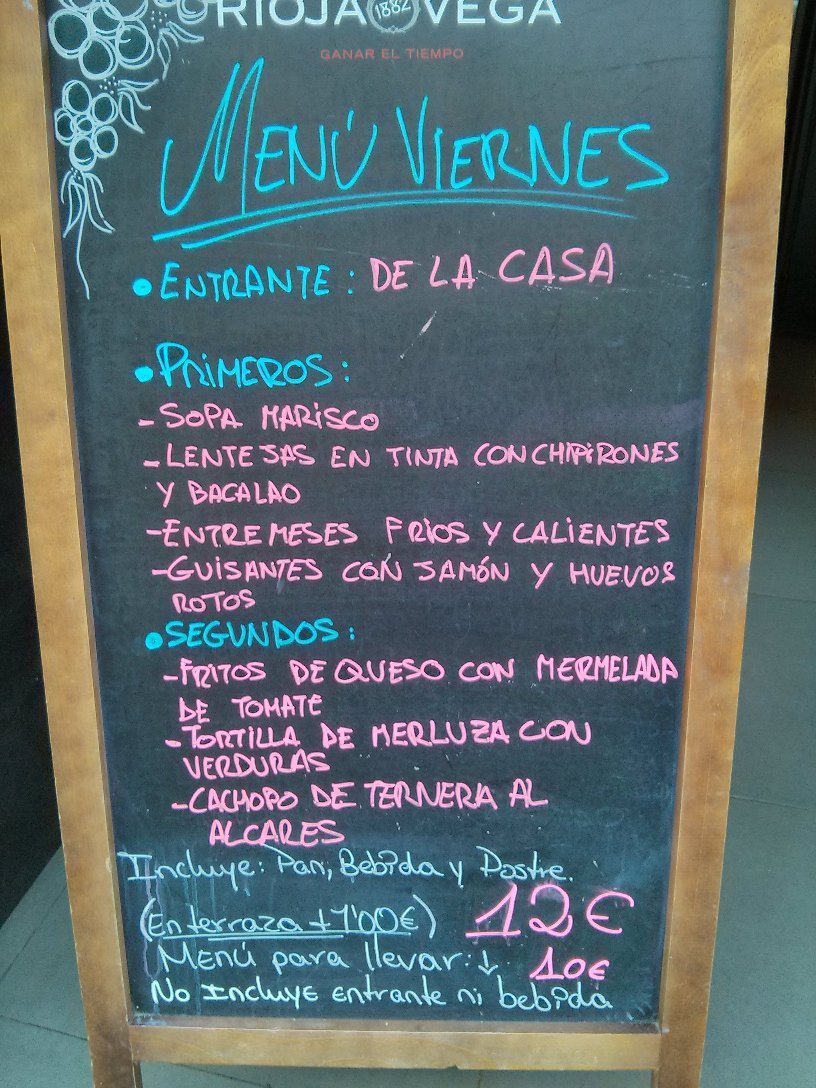 RIOJA 1882 VEGA
GANAR EL TIEMPO
MENÚ VIERNES
• ENTRANTE: DE LA CASA
• PRIMEROS:
- SOPA MARISCO
- LENTEJAS EN TINTA CON CHIPIRONES
Y BACALAO
- ENTREMESES FRIOS Y CALIENTES
- GUISANTES CON JAMÓN Y HUEVOS
ROTOS
• SEGUNDOS:
- FRITOS DE QUESO CON MERMELADA
DE TOMATE
- TORTILLA DE MERLUZA CON
VERDURAS
- CACHOPO DE TERNERA AL
ALCARES
Incluye: Pan, Bebida y Postre.
(En terraza +1'00€) 12€
Menú para llevar: ↓ 10€
No Incluye entrante ni bebida